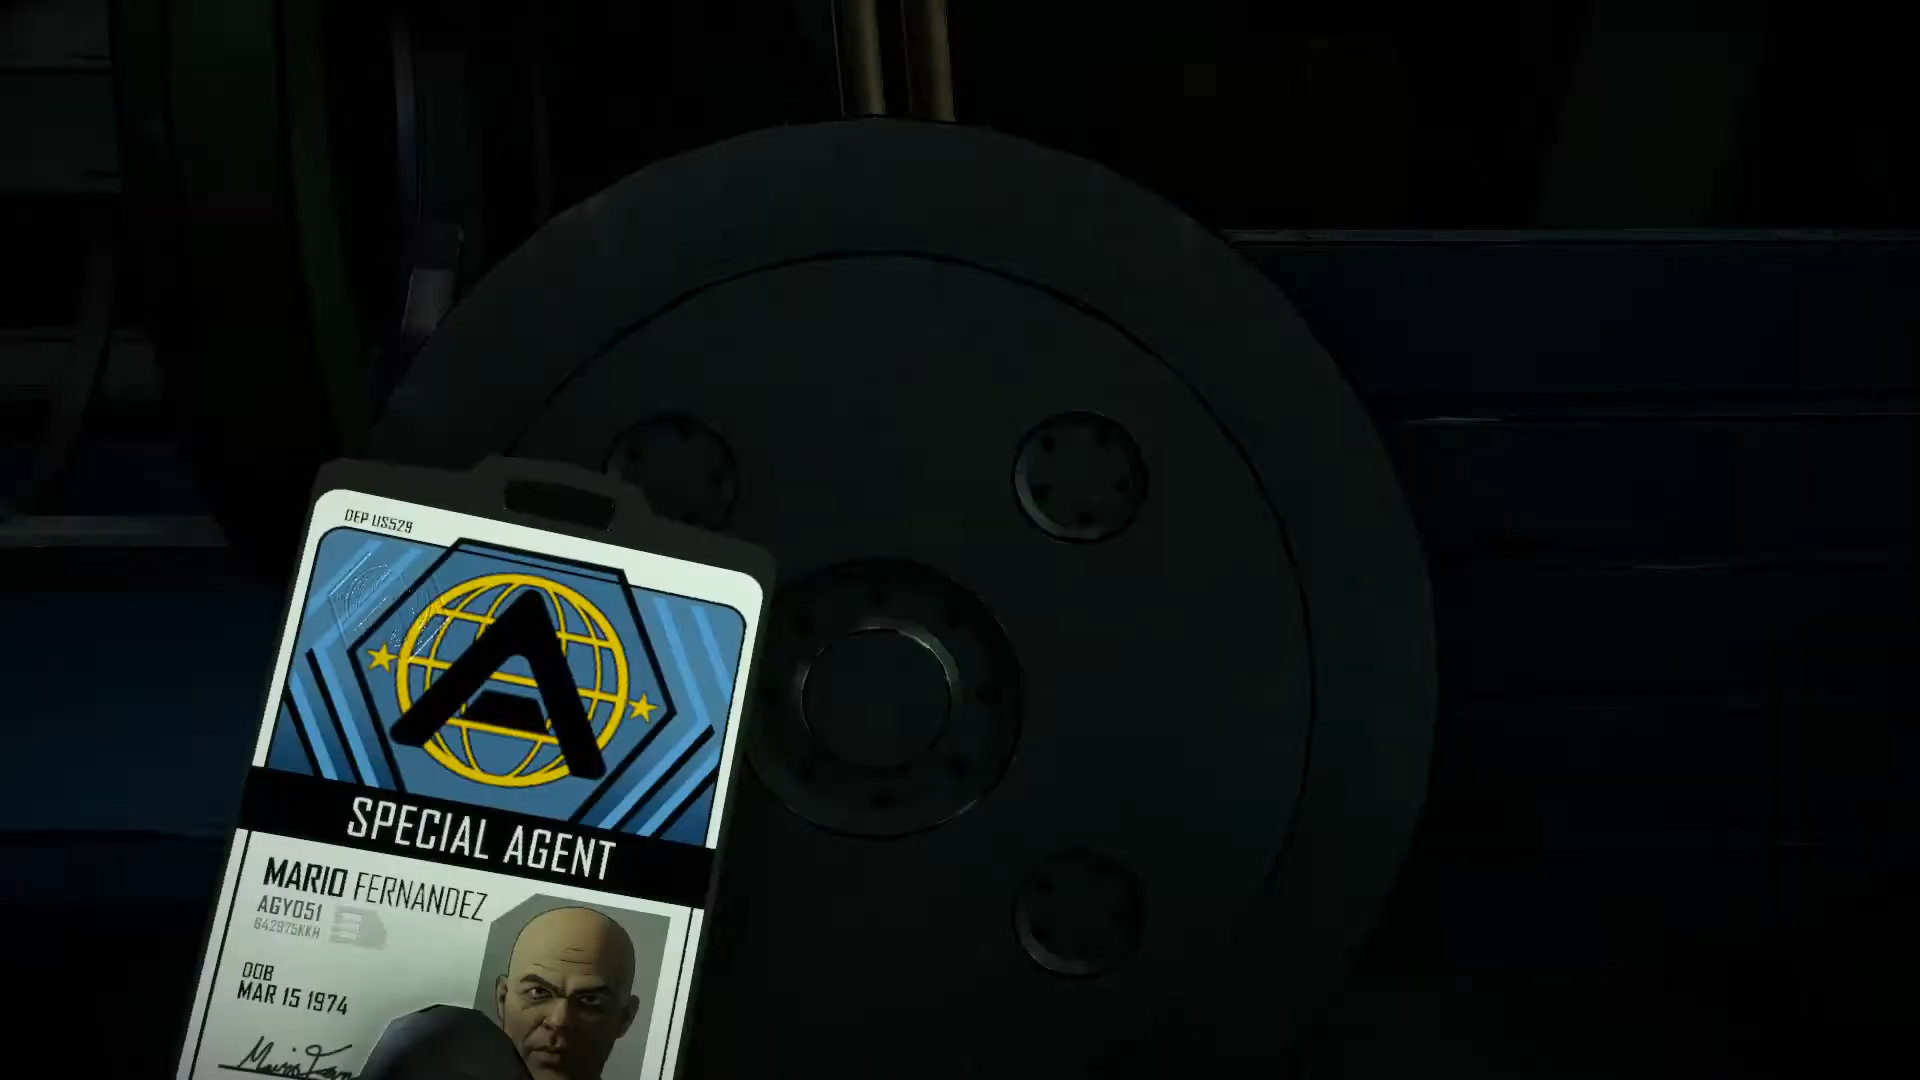 DEP US529
SPECIAL AGENT
MARIO FERNANDEZ
AGY051
642975KKH
DOB
MAR 15 1974